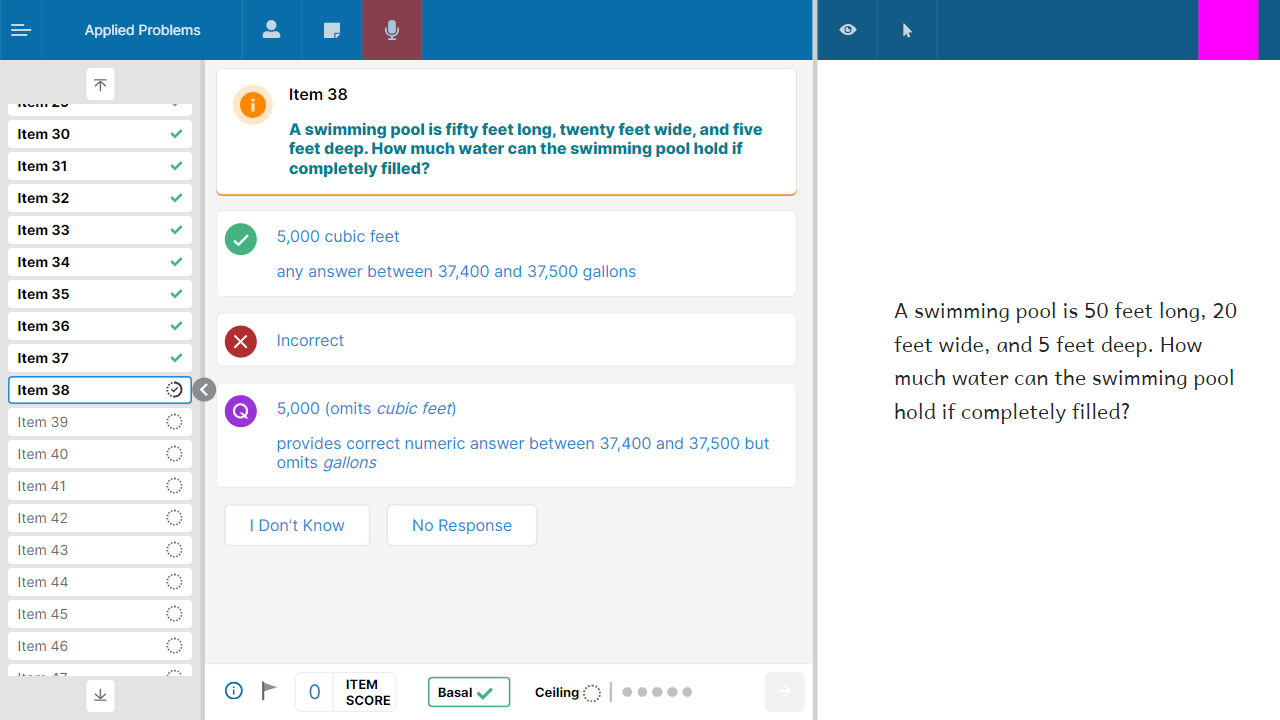 Applied Problems
Item 30
Item 31
Item 32
Item 33
Item 34
Item 35
Item 36
Item 37
Item 38
Item 39
Item 40
Item 41
Item 42
Item 43
Item 44
Item 45
Item 46
Item 38
A swimming pool is fifty feet long, twenty feet wide, and five
feet deep. How much water can the swimming pool hold if
completely filled?
5,000 cubic feet
any answer between 37,400 and 37,500 gallons
Incorrect
Q
5,000 (omits cubic feet)
provides correct numeric answer between 37,400 and 37,500 but
omits gallons
I Don’t Know
No Response
0
ITEM
SCORE
Basal
Ceiling
A swimming pool is 50 feet long, 20
feet wide, and 5 feet deep. How
much water can the swimming pool
hold if completely filled?